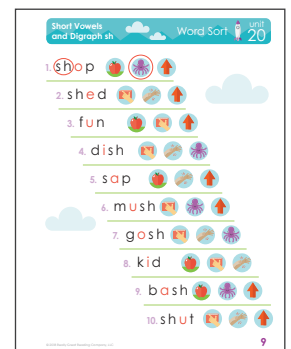 Short Vowels
and Digraph sh
Word Sort
unit
20
1. shop
2. shed
3. fun
4. dish
5. sap
6. mush
7. gosh
8. kid
9. bash
10. shut
9